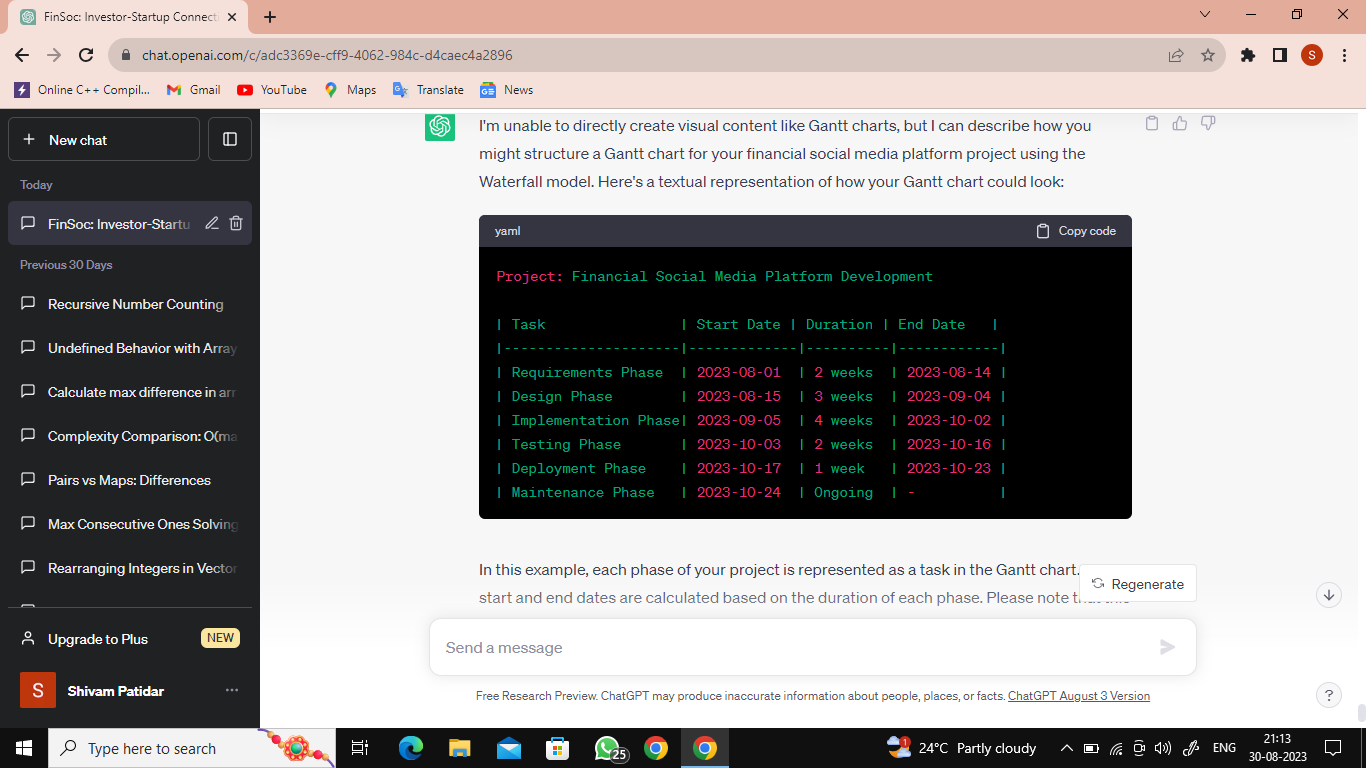 FinSoc: Investor-Startup Connect
chat.openai.com/c/adc3369e-cff9-4062-984c-d4caec4a2896
S
Online C++ Compil...
Gmail
YouTube
Maps
Translate
News
New chat
Today
FinSoc: Investor-Startu
Previous 30 Days
Recursive Number Counting
Undefined Behavior with Array
Calculate max difference in arr
Complexity Comparison: O(ma
Pairs vs Maps: Differences
Max Consecutive Ones Solving
Rearranging Integers in Vector
Upgrade to Plus NEW
S Shivam Patidar ...
I'm unable to directly create visual content like Gantt charts, but I can describe how you
might structure a Gantt chart for your financial social media platform project using the
Waterfall model. Here's a textual representation of how your Gantt chart could look:
yaml Copy code
Project: Financial Social Media Platform Development
| Task | Start Date | Duration | End Date |
|---------------------|-------------|----------|------------|
| Requirements Phase | 2023-08-01 | 2 weeks | 2023-08-14 |
| Design Phase | 2023-08-15 | 3 weeks | 2023-09-04 |
| Implementation Phase| 2023-09-05 | 4 weeks | 2023-10-02 |
| Testing Phase | 2023-10-03 | 2 weeks | 2023-10-16 |
| Deployment Phase | 2023-10-17 | 1 week | 2023-10-23 |
| Maintenance Phase | 2023-10-24 | Ongoing | - |
In this example, each phase of your project is represented as a task in the Gantt chart.
start and end dates are calculated based on the duration of each phase. Please note that this
Regenerate
Send a message
Free Research Preview. ChatGPT may produce inaccurate information about people, places, or facts. ChatGPT August 3 Version
?
Type here to search
25
1
24°C Partly cloudy
ENG
21:13
30-08-2023